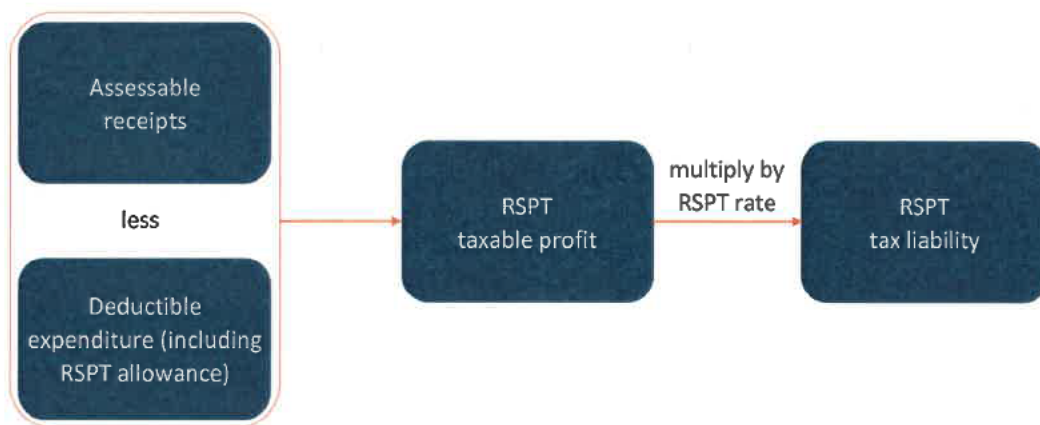 Assessable
receipts
less
Deductible
expenditure (including
RSPT allowance)
RSPT
taxable profit
multiply by
RSPT rate
RSPT
tax liability